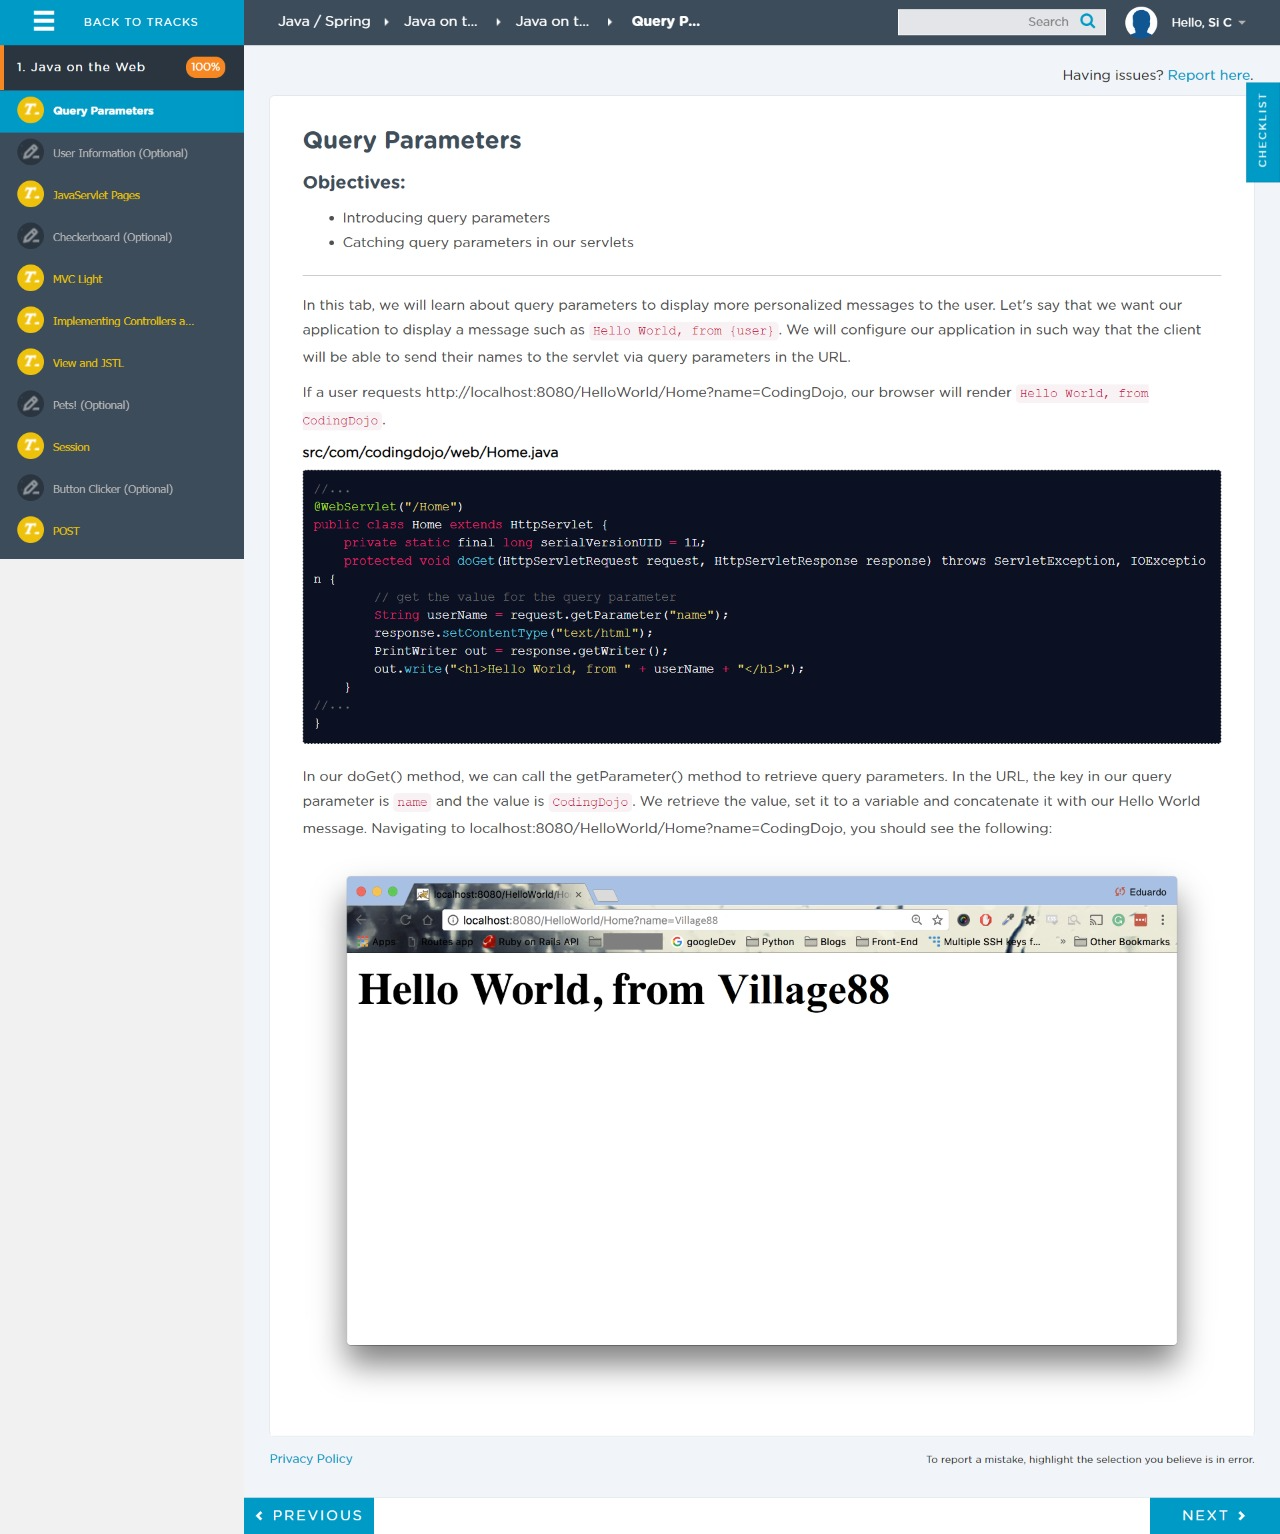 BACK TO TRACKS
Java / Spring
Java on t...
Java on t...
Query P...
Search
Hello, Si C
1. Java on the Web
100%
Query Parameters
User Information (Optional)
JavaServlet Pages
Checkerboard (Optional)
MVC Light
Implementing Controllers a...
View and JSTL
Pets! (Optional)
Session
Button Clicker (Optional)
POST
Having issues? Report here.
CHECKLIST
Query Parameters
Objectives:
Introducing query parameters
Catching query parameters in our servlets
In this tab, we will learn about query parameters to display more personalized messages to the user. Let's say that we want our
application to display a message such as Hello World, from {user}. We will configure our application in such way that the client
will be able to send their names to the servlet via query parameters in the URL.
If a user requests http://localhost:8080/HelloWorld/Home?name=CodingDojo, our browser will render Hello World, from
CodingDojo.
src/com/codingdojo/web/Home.java
//...
@WebServlet("/Home")
public class Home extends HttpServlet {
    private static final long serialVersionUID = 1L;
    protected void doGet(HttpServletRequest request, HttpServletResponse response) throws ServletException, IOExceptio
n {
        // get the value for the query parameter
        String userName = request.getParameter("name");
        response.setContentType("text/html");
        PrintWriter out = response.getWriter();
        out.write("<h1>Hello World, from " + userName + "</h1>");
    }
//...
}
In our doGet() method, we can call the getParameter() method to retrieve query parameters. In the URL, the key in our query
parameter is name and the value is CodingDojo. We retrieve the value, set it to a variable and concatenate it with our Hello World
message. Navigating to localhost:8080/HelloWorld/Home?name=CodingDojo, you should see the following:
localhost:8080/HelloWorld/Ho
Eduardo
localhost:8080/HelloWorld/Home?name=Village88
Apps
Routes app
Ruby on Rails API
googleDev
Python
Blogs
Front-End
Multiple SSH keys f...
»
Other Bookmarks
Hello World, from Village88
Privacy Policy
To report a mistake, highlight the selection you believe is in error.
PREVIOUS
NEXT